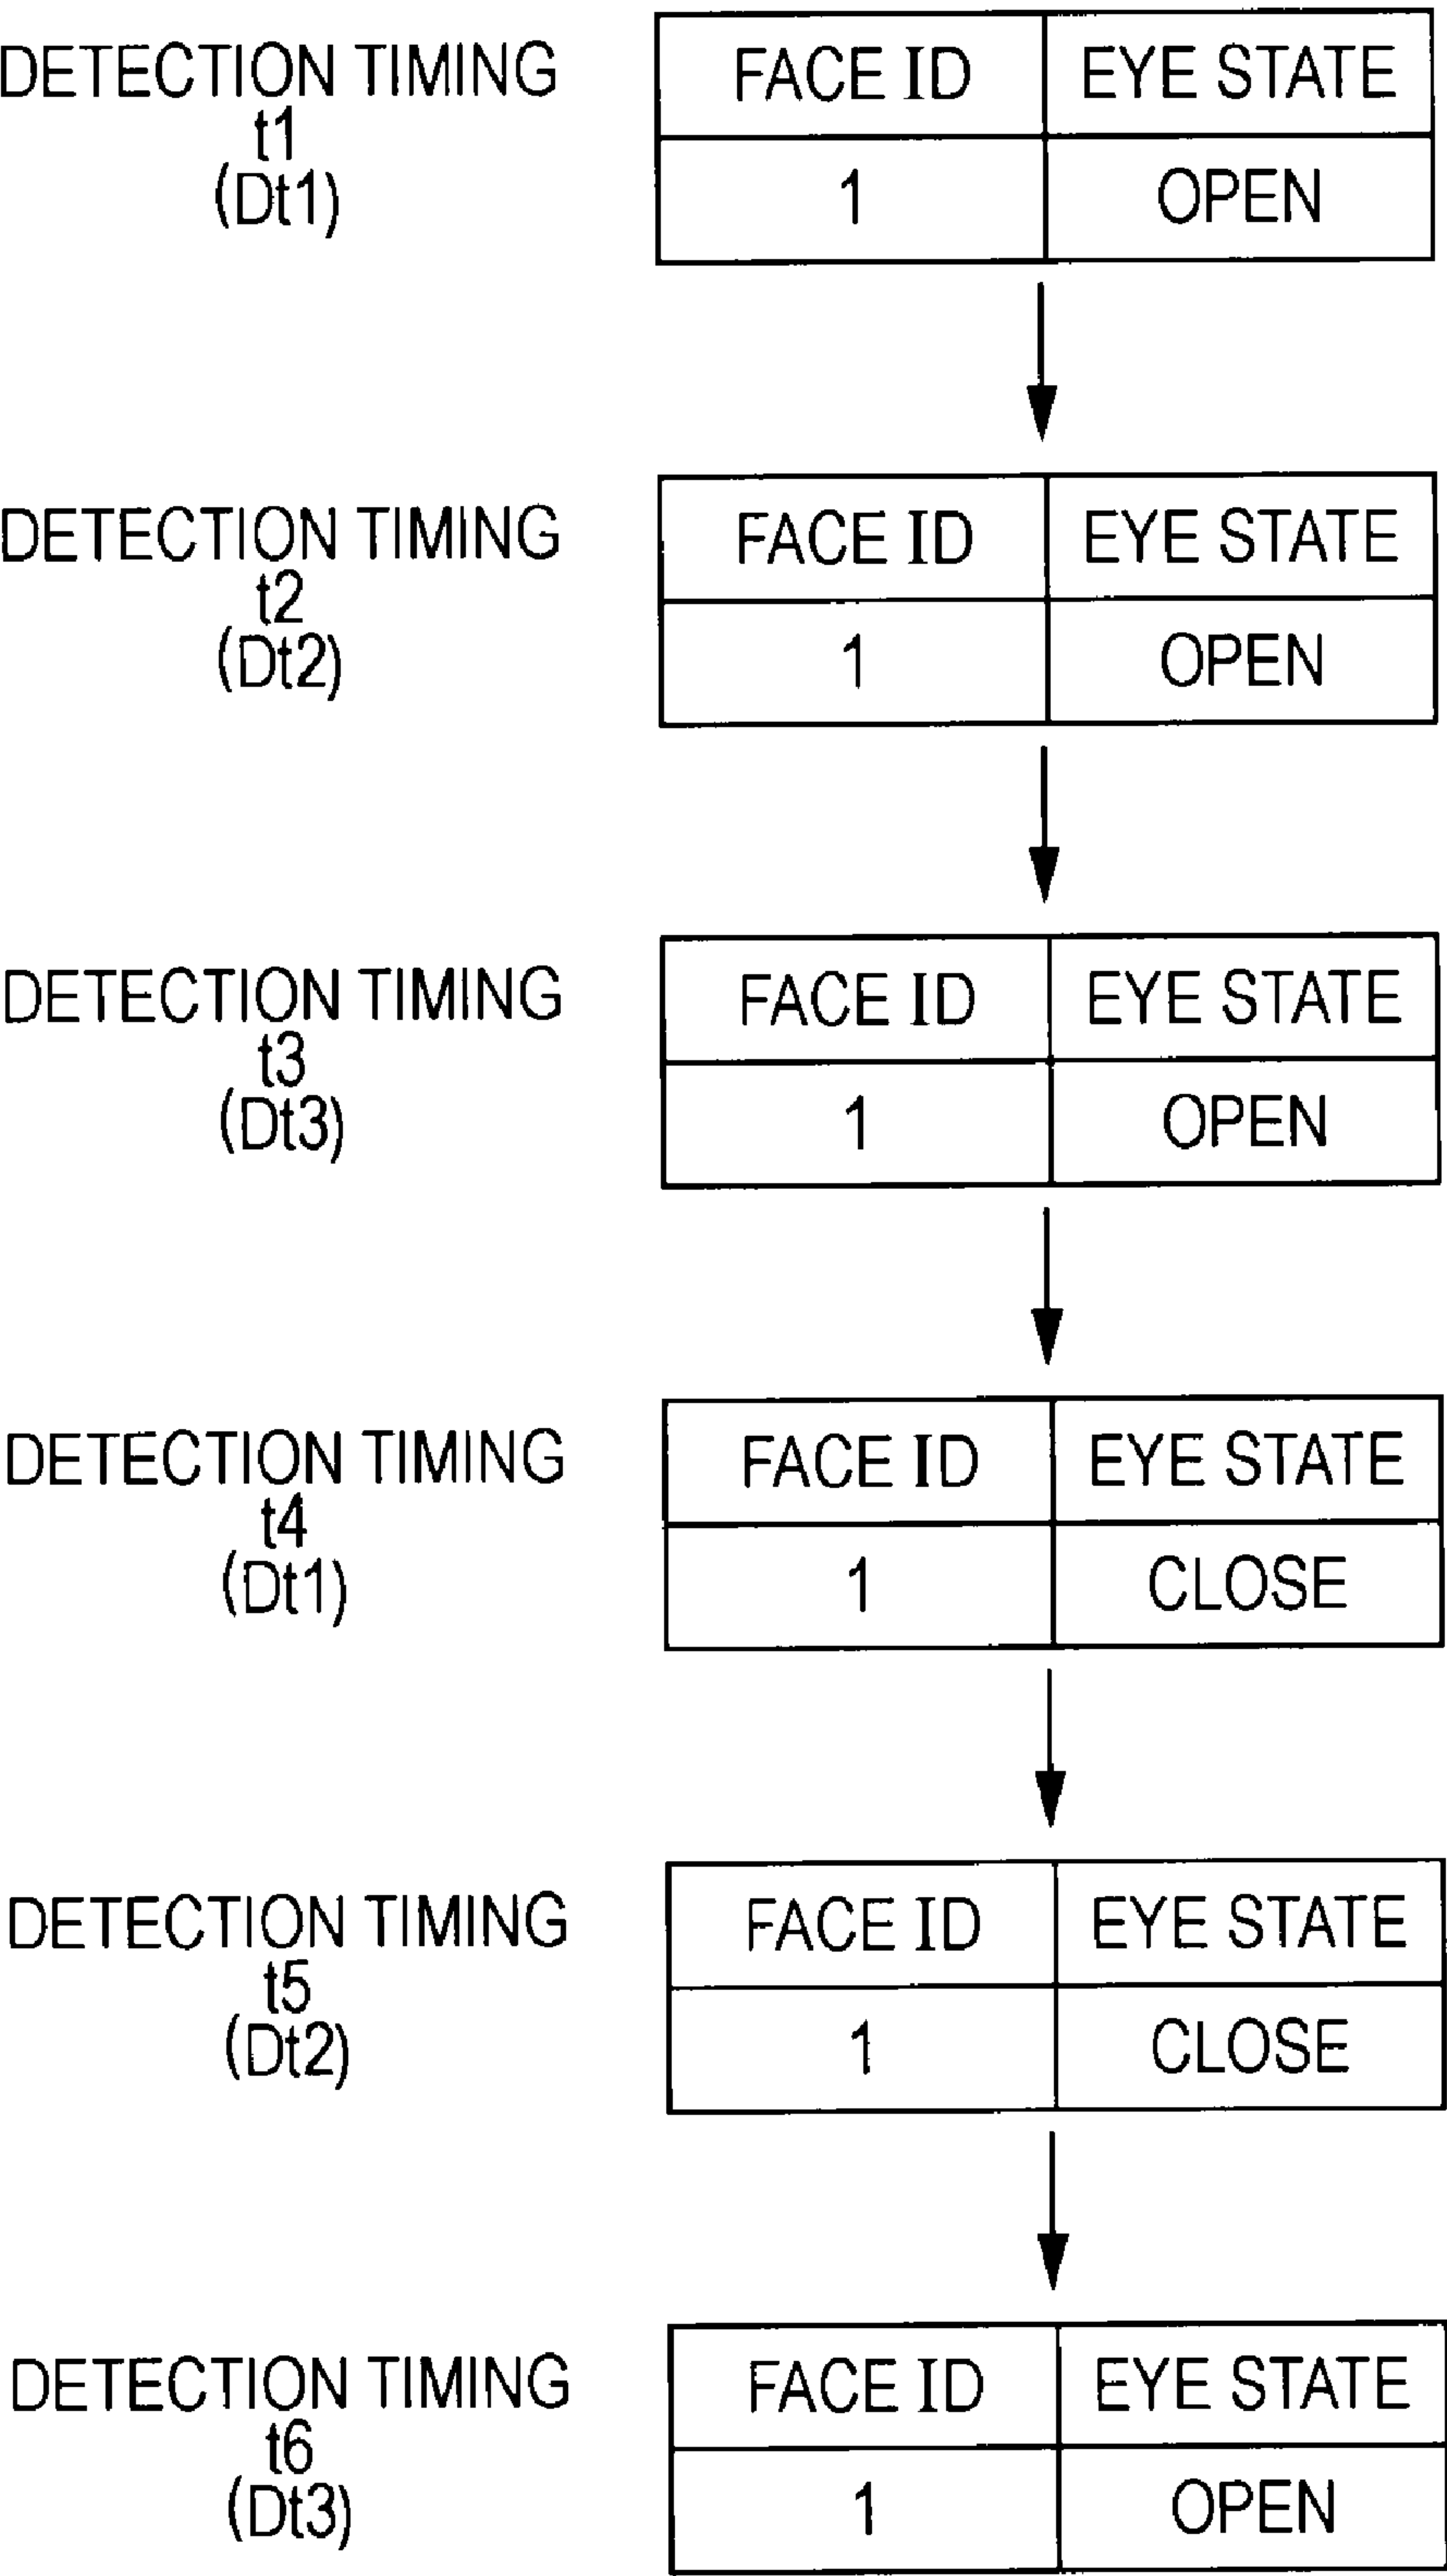 DETECTION TIMING
t1
(Dt1)
FACE ID EYE STATE
1 OPEN
DETECTION TIMING
t2
(Dt2)
FACE ID EYE STATE
1 OPEN
DETECTION TIMING
t3
(Dt3)
FACE ID EYE STATE
1 OPEN
DETECTION TIMING
t4
(Dt1)
FACE ID EYE STATE
1 CLOSE
DETECTION TIMING
t5
(Dt2)
FACE ID EYE STATE
1 CLOSE
DETECTION TIMING
t6
(Dt3)
FACE ID EYE STATE
1 OPEN